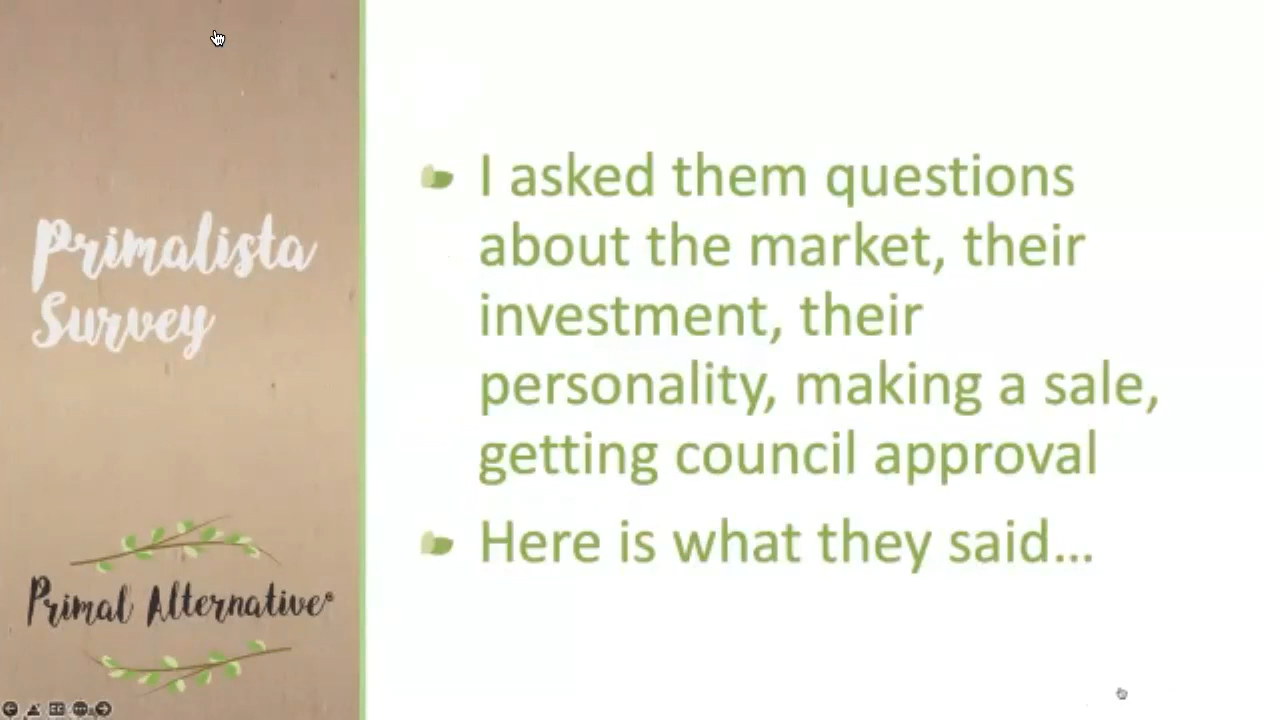 Primalista
Survey
Primal Alternative®
I asked them questions
about the market, their
investment, their
personality, making a sale,
getting council approval
Here is what they said...